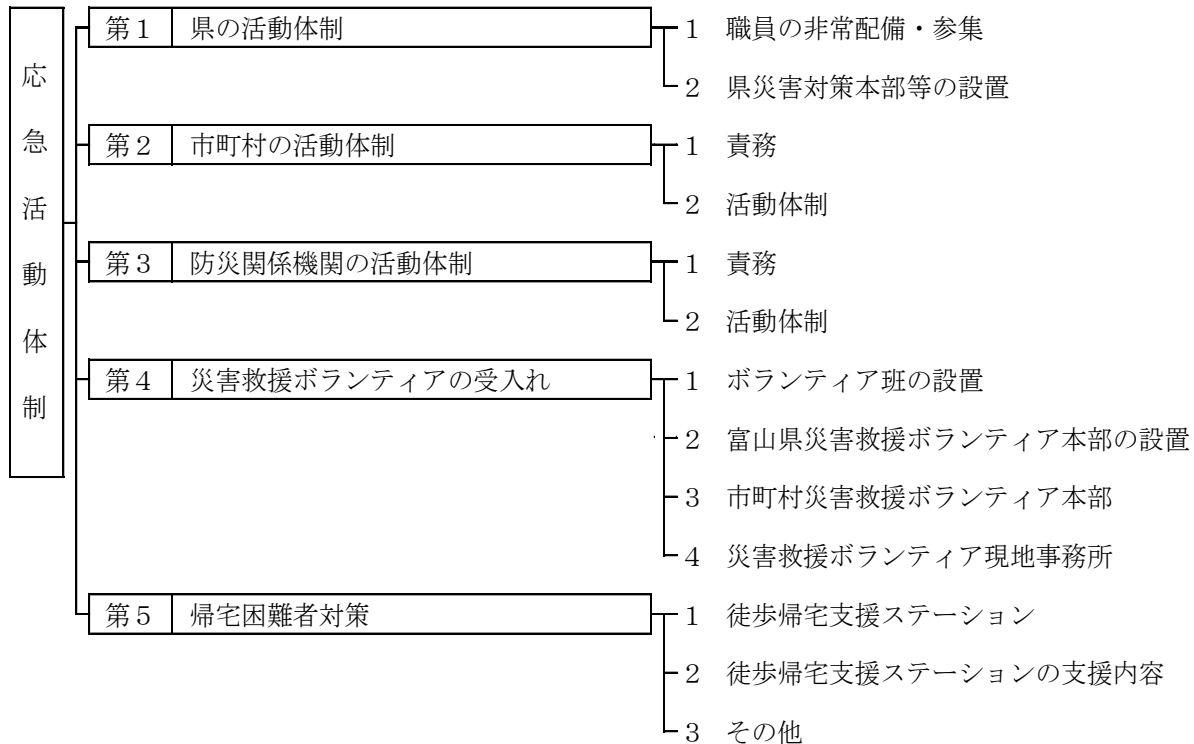 応急活動体制
第１　県の活動体制
１　職員の非常配備・参集
２　県災害対策本部等の設置
第２　市町村の活動体制
１　責務
２　活動体制
第３　防災関係機関の活動体制
１　責務
２　活動体制
第４　災害救援ボランティアの受入れ
１　ボランティア班の設置
２　富山県災害救援ボランティア本部の設置
３　市町村災害救援ボランティア本部
４　災害救援ボランティア現地事務所
第５　帰宅困難者対策
１　徒歩帰宅支援ステーション
２　徒歩帰宅支援ステーションの支援内容
３　その他